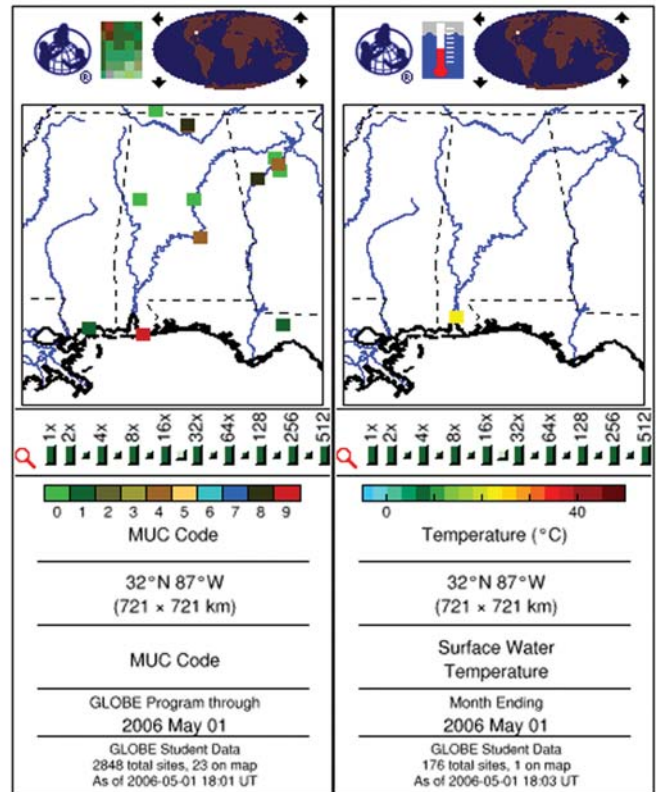 ®
1x 2x 4x 8x 16x 32x 64x 128 256 512
0 1 2 3 4 5 6 7 8 9
MUC Code
32°N 87°W
(721 × 721 km)
MUC Code
GLOBE Program through
2006 May 01
GLOBE Student Data
2848 total sites, 23 on map
As of 2006-05-01 18:01 UT
®
1x 2x 4x 8x 16x 32x 64x 128 256 512
0 40
Temperature (°C)
32°N 87°W
(721 × 721 km)
Surface Water
Temperature
Month Ending
2006 May 01
GLOBE Student Data
176 total sites, 1 on map
As of 2006-05-01 18:03 UT